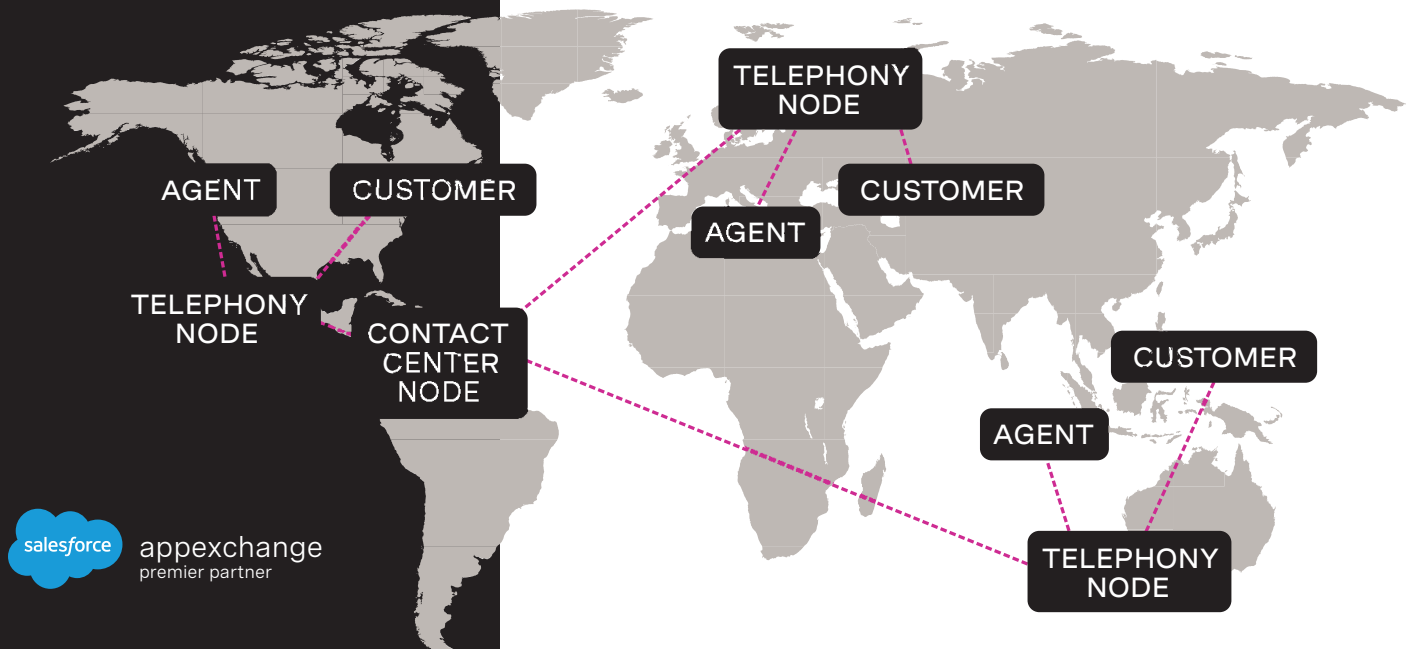 TELEPHONY
NODE
AGENT
CUSTOMER
CUSTOMER
AGENT
TELEPHONY
NODE
CONTACT
CENTER
NODE
CUSTOMER
AGENT
salesforce
appexchange
premier partner
TELEPHONY
NODE